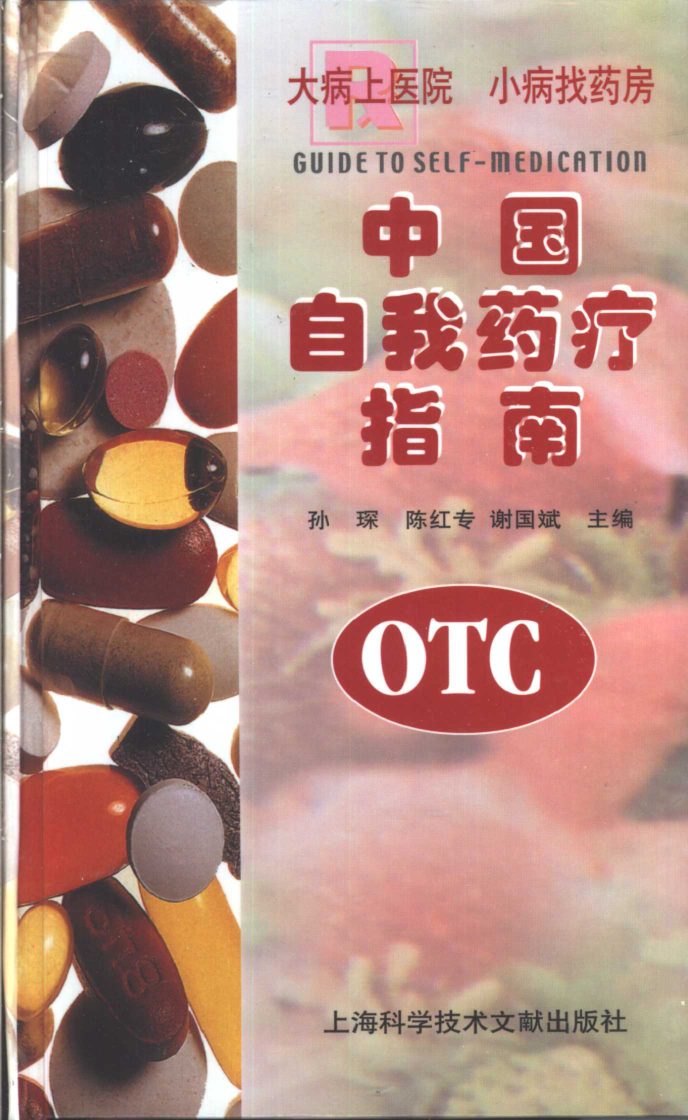 Rx
大病上医院 小病找药房
GUIDE TO SELF-MEDICATION
中国
自我药疗
指南
孙琛 陈红专 谢国斌 主编
OTC
上海科学技术文献出版社